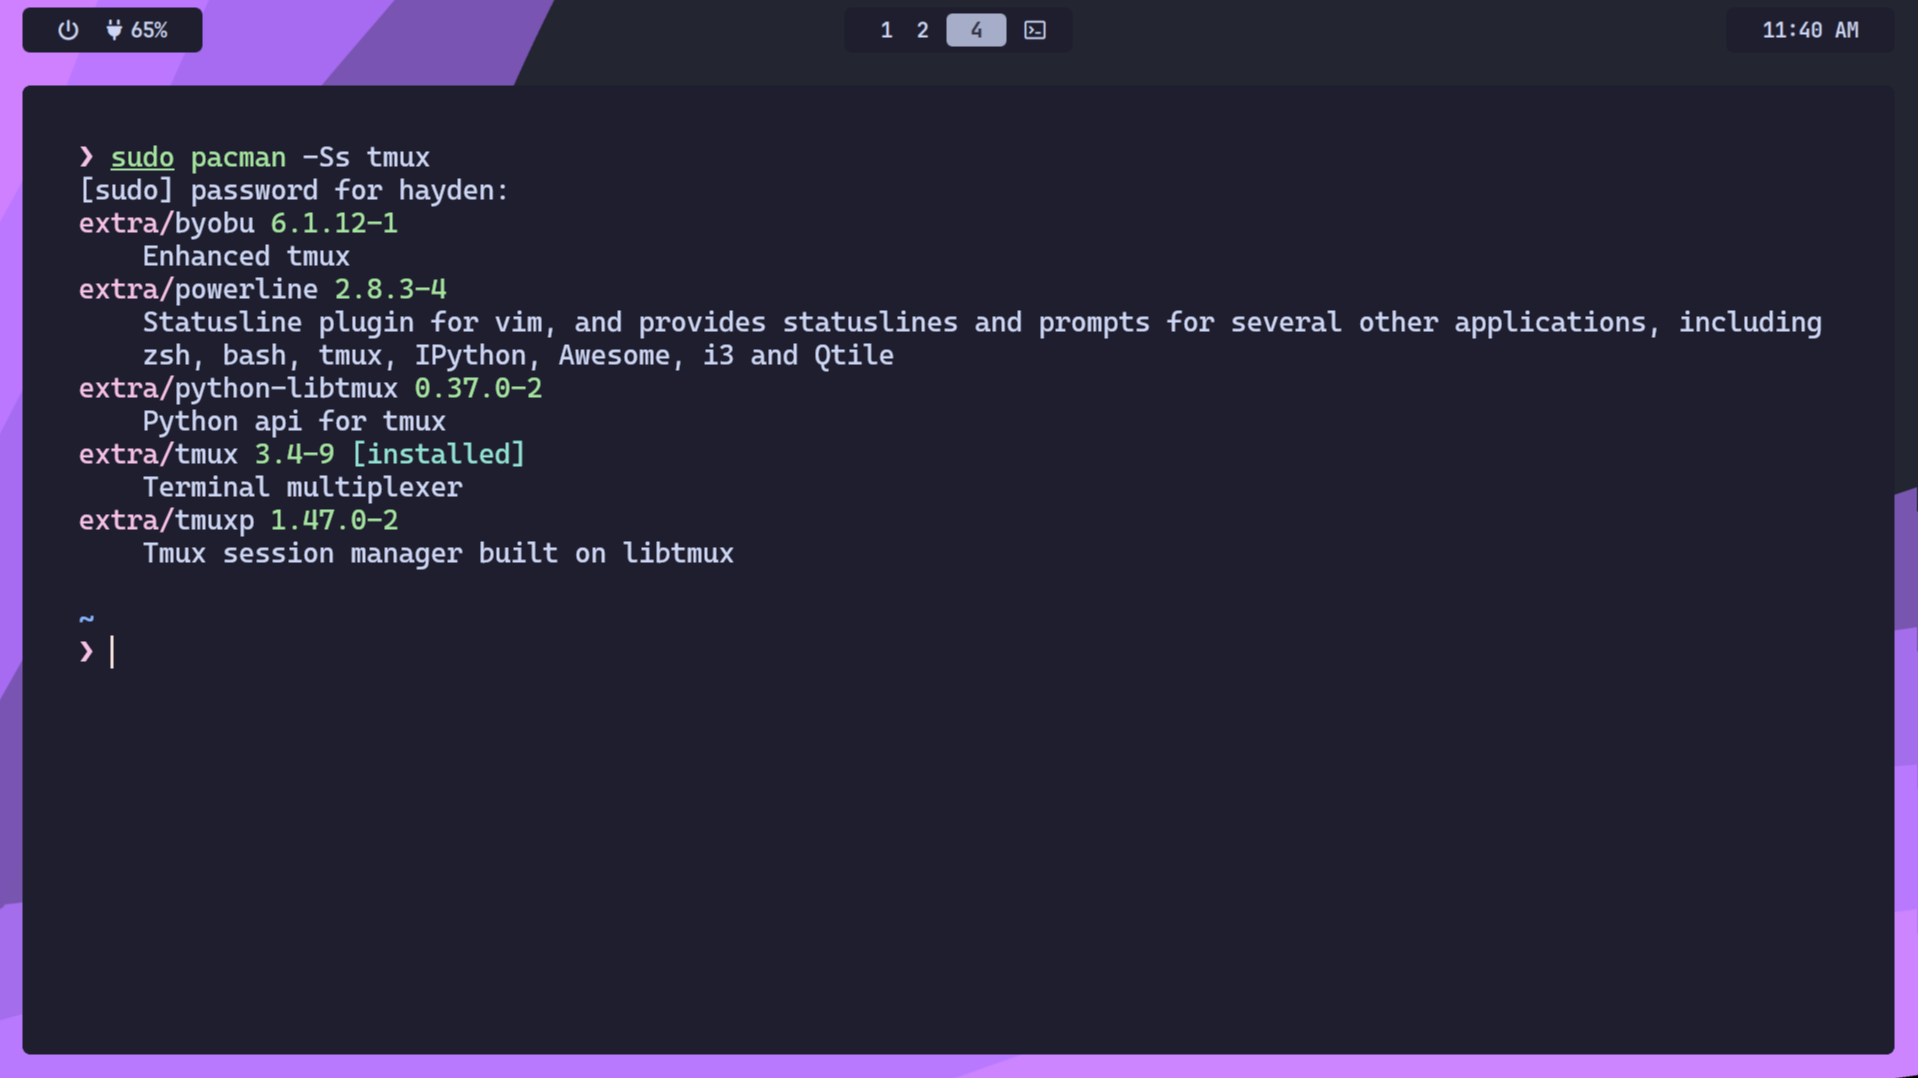 65%
1 2 4
11:40 AM
❯ sudo pacman -Ss tmux
[sudo] password for hayden:
extra/byobu 6.1.12-1
Enhanced tmux
extra/powerline 2.8.3-4
Statusline plugin for vim, and provides statuslines and prompts for several other applications, including
zsh, bash, tmux, IPython, Awesome, i3 and Qtile
extra/python-libtmux 0.37.0-2
Python api for tmux
extra/tmux 3.4-9 [installed]
Terminal multiplexer
extra/tmuxp 1.47.0-2
Tmux session manager built on libtmux
~
❯